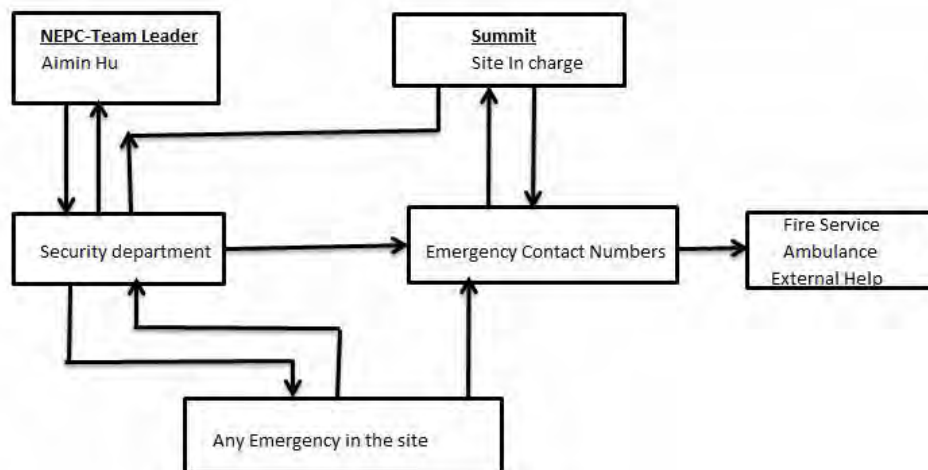 NEPC-Team Leader
Aimin Hu
Summit
Site In charge
Security department
Emergency Contact Numbers
Fire Service
Ambulance
External Help
Any Emergency in the site